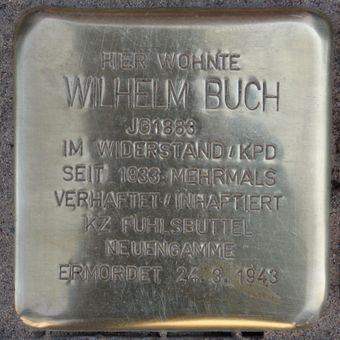 HIER WOHNTE
WILHELM BUCH
JG 1883
IM WIDERSTAND / KPD
SEIT 1933 MEHRMALS
VERHAFTET / INHAFTIERT
KZ FUHLSBÜTTEL
NEUENGAMME
ERMORDET 24.3.1943